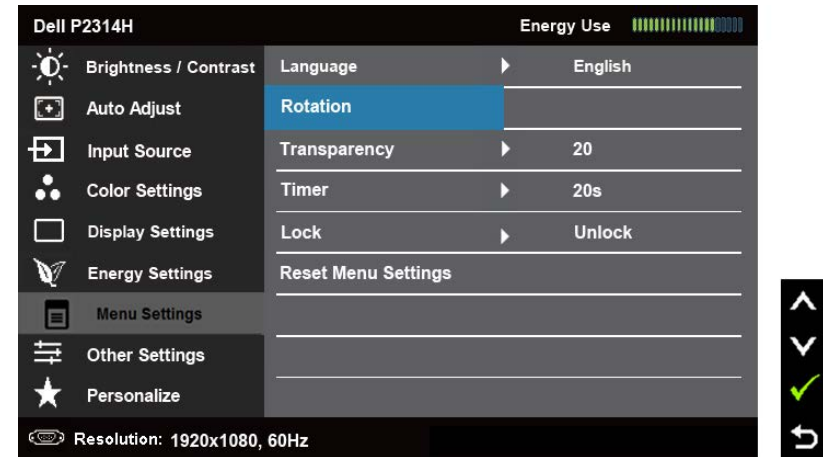 Dell P2314H Energy Use
Brightness / Contrast Language English
Auto Adjust Rotation
Input Source Transparency 20
Color Settings Timer 20s
Display Settings Lock Unlock
Energy Settings Reset Menu Settings
Menu Settings
Other Settings
Personalize
Resolution: 1920x1080, 60Hz